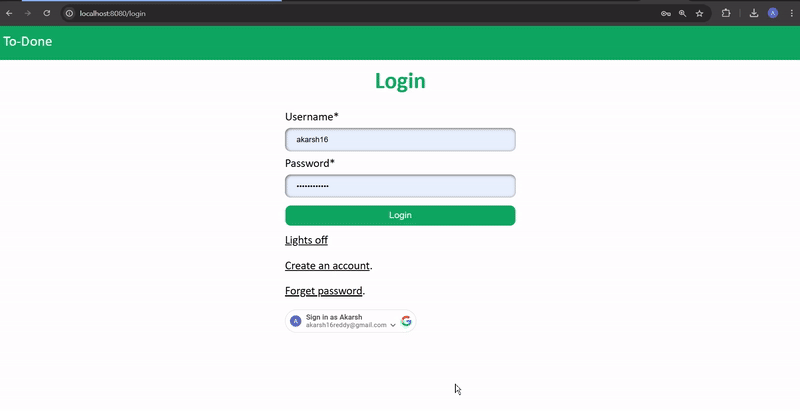 localhost:8080/login
A
To-Done
Login
Username*
akarsh16
Password*
••••••••••••
Login
Lights off
Create an account.
Forget password.
A
Sign in as Akarsh
akarsh16reddy@gmail.com
G